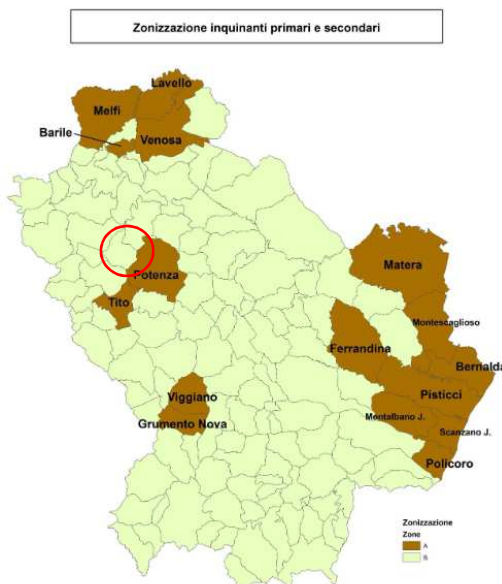 Zonizzazione inquinanti primari e secondari
Lavello
Melfi
Barile
Venosa
Matera
Potenza
Tito
Montescaglioso
Ferrandina
Bernalda
Viggiano
Pisticci
Grumento Nova
Montalbano J.
Scanzano J.
Policoro
Zonizzazione
Zone
A
B